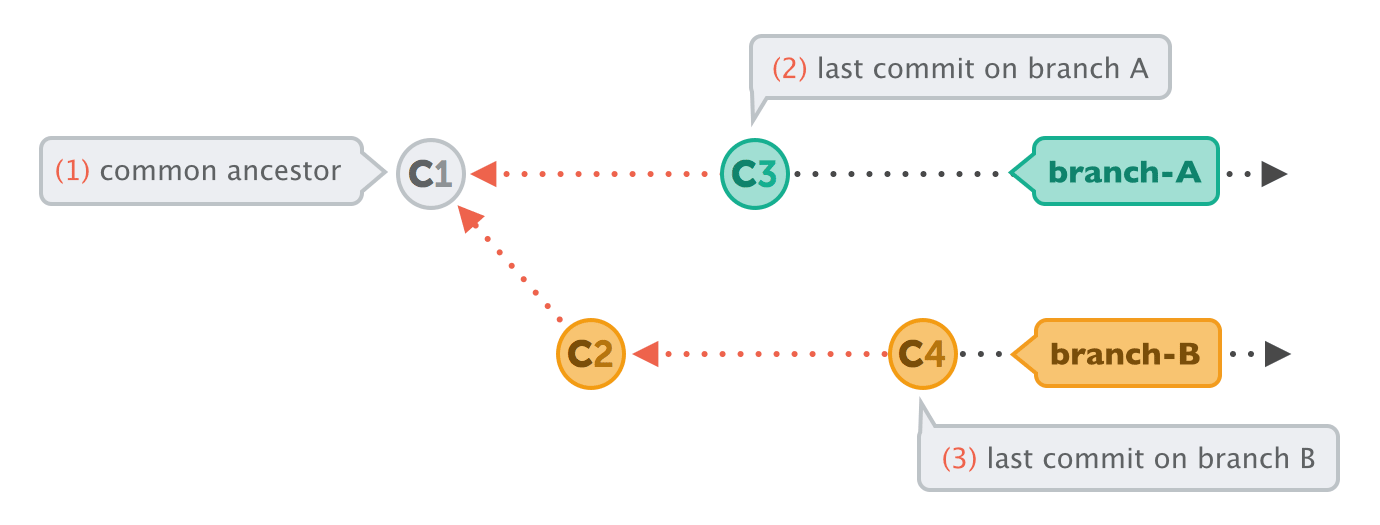 (2) last commit on branch A
(1) common ancestor
C1
C3
branch-A
C2
C4
branch-B
(3) last commit on branch B